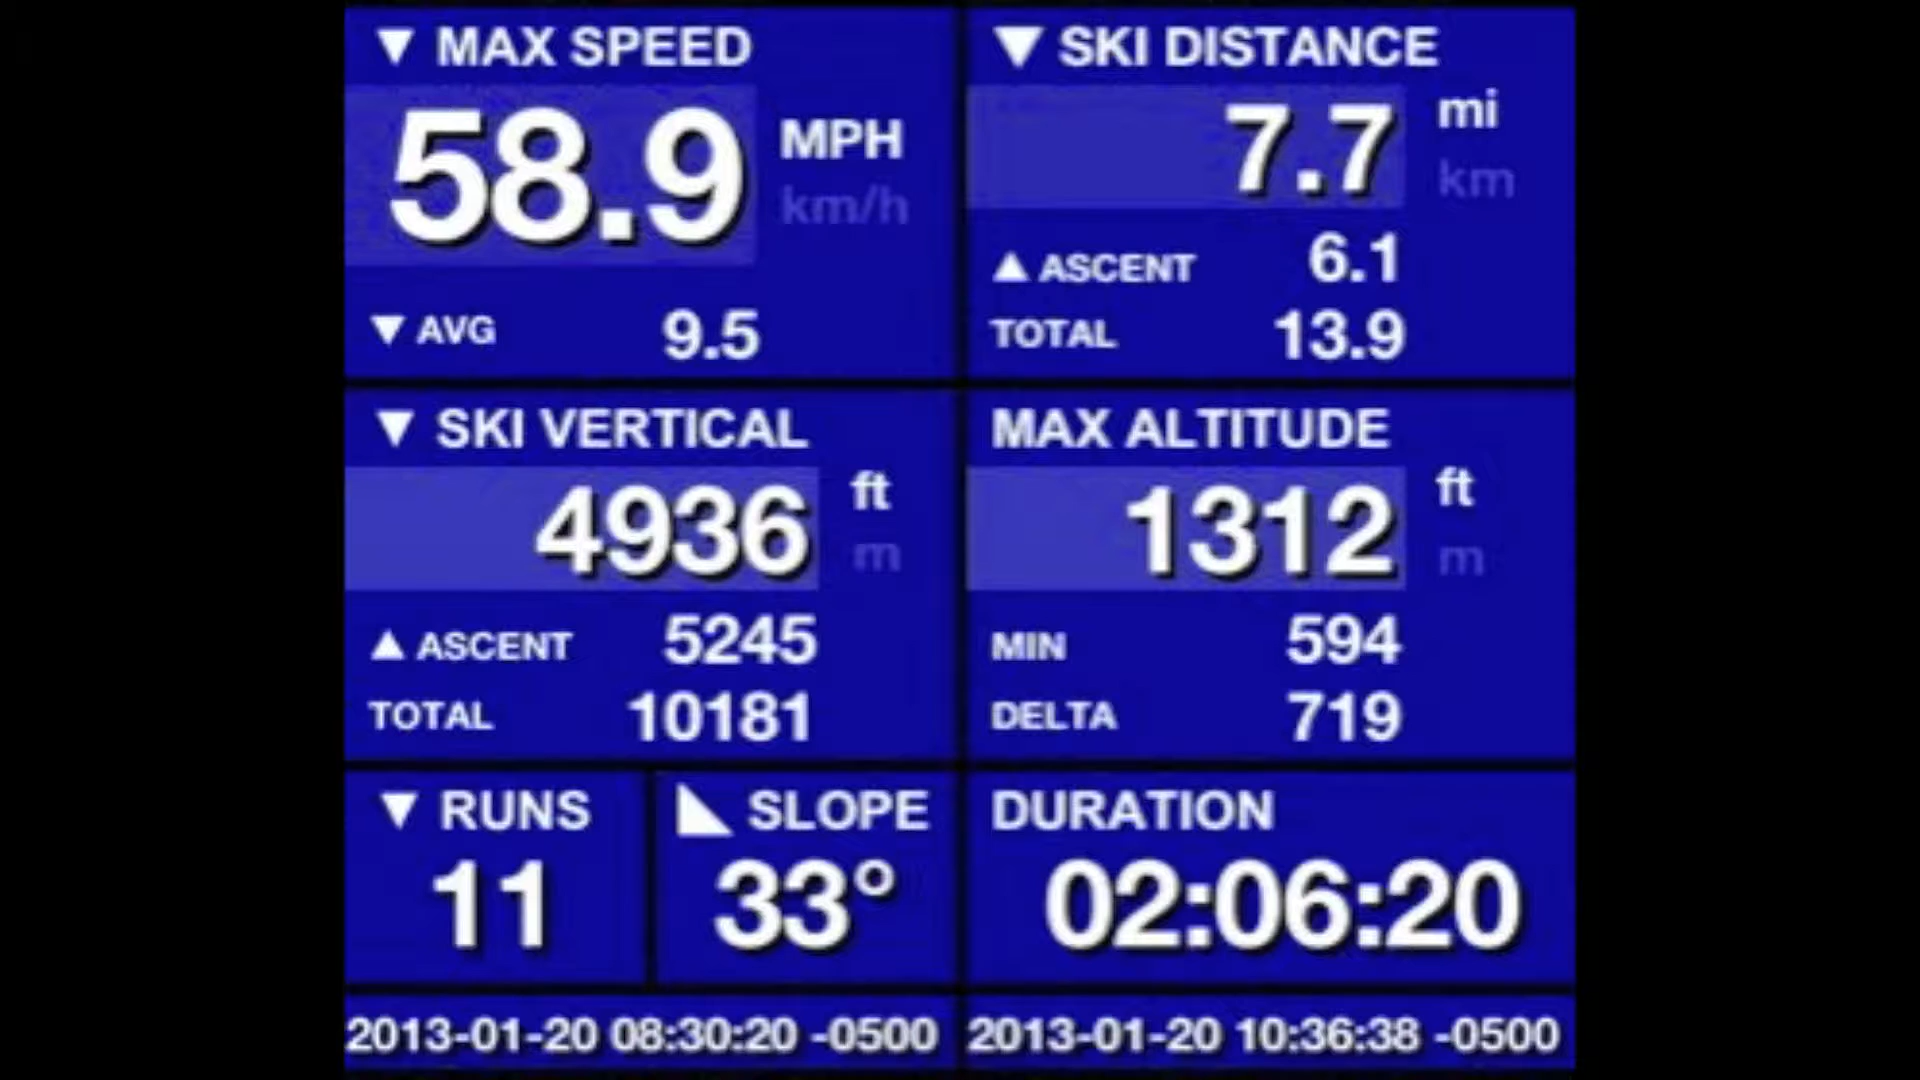 ▼ MAX SPEED
58.9 MPH
km/h
▼ AVG 9.5
▼ SKI DISTANCE
7.7 mi
km
▲ ASCENT 6.1
TOTAL 13.9
▼ SKI VERTICAL
4936 ft
m
▲ ASCENT 5245
TOTAL 10181
MAX ALTITUDE
1312 ft
m
MIN 594
DELTA 719
▼ RUNS
11
◣ SLOPE
33°
DURATION
02:06:20
2013-01-20 08:30:20 -0500
2013-01-20 10:36:38 -0500